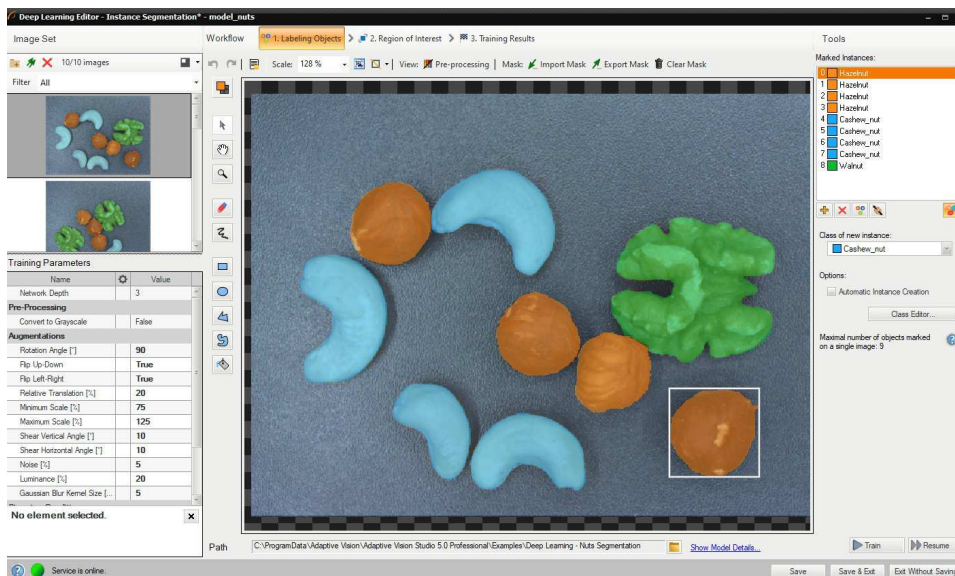 Deep Learning Editor - Instance Segmentation* - model_nuts
Image Set
Workflow
1. Labeling Objects
2. Region of Interest
3. Training Results
Tools
10/10 images
Scale: 128 %
View: Pre-processing
Mask: Import Mask Export Mask Clear Mask
Filter All
Marked Instances:
0 Hazelnut
1 Hazelnut
2 Hazelnut
3 Hazelnut
4 Cashew_nut
5 Cashew_nut
6 Cashew_nut
7 Cashew_nut
8 Walnut
Class of new instance:
Cashew_nut
Options:
Automatic Instance Creation
Class Editor...
Maximal number of objects marked
on a single image: 9
Training Parameters
Name Value
Network Depth 3
Pre-Processing
Convert to Grayscale False
Augmentations
Rotation Angle [°] 90
Flip Up-Down True
Flip Left-Right True
Relative Translation [%] 20
Minimum Scale [%] 75
Maximum Scale [%] 125
Shear Vertical Angle [°] 10
Shear Horizontal Angle [°] 10
Noise [%] 5
Luminance [%] 20
Gaussian Blur Kernel Size [... 5
No element selected.
Path C:\ProgramData\Adaptive Vision\Adaptive Vision Studio 5.0 Professional\Examples\Deep Learning - Nuts Segmentation
Show Model Details...
Train
Resume
Service is online.
Save
Save & Exit
Exit Without Saving